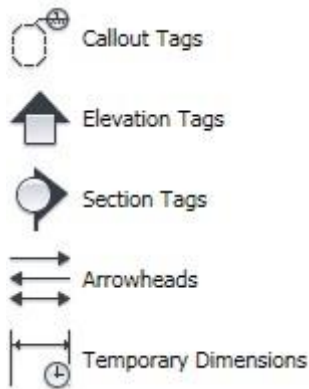 Callout Tags
Elevation Tags
Section Tags
Arrowheads
Temporary Dimensions